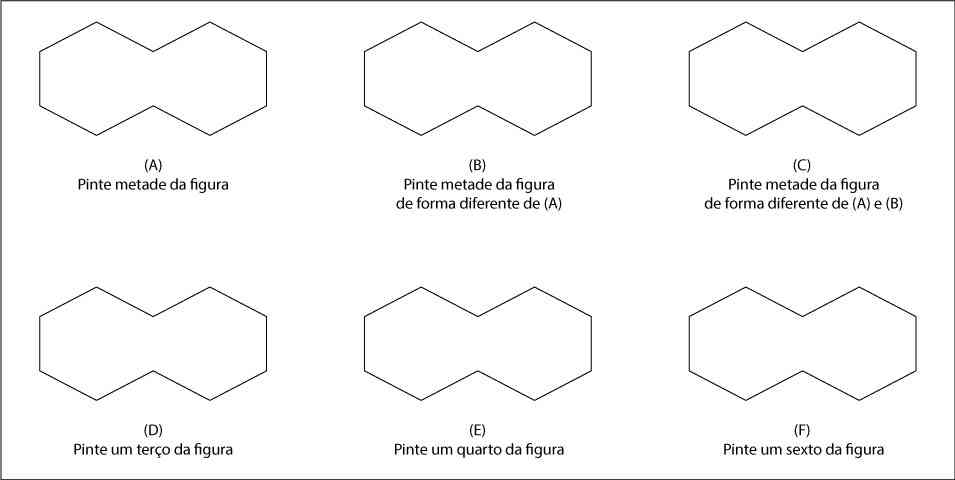 (A)
Pinte metade da figura
(B)
Pinte metade da figura
de forma diferente de (A)
(C)
Pinte metade da figura
de forma diferente de (A) e (B)
(D)
Pinte um terço da figura
(E)
Pinte um quarto da figura
(F)
Pinte um sexto da figura